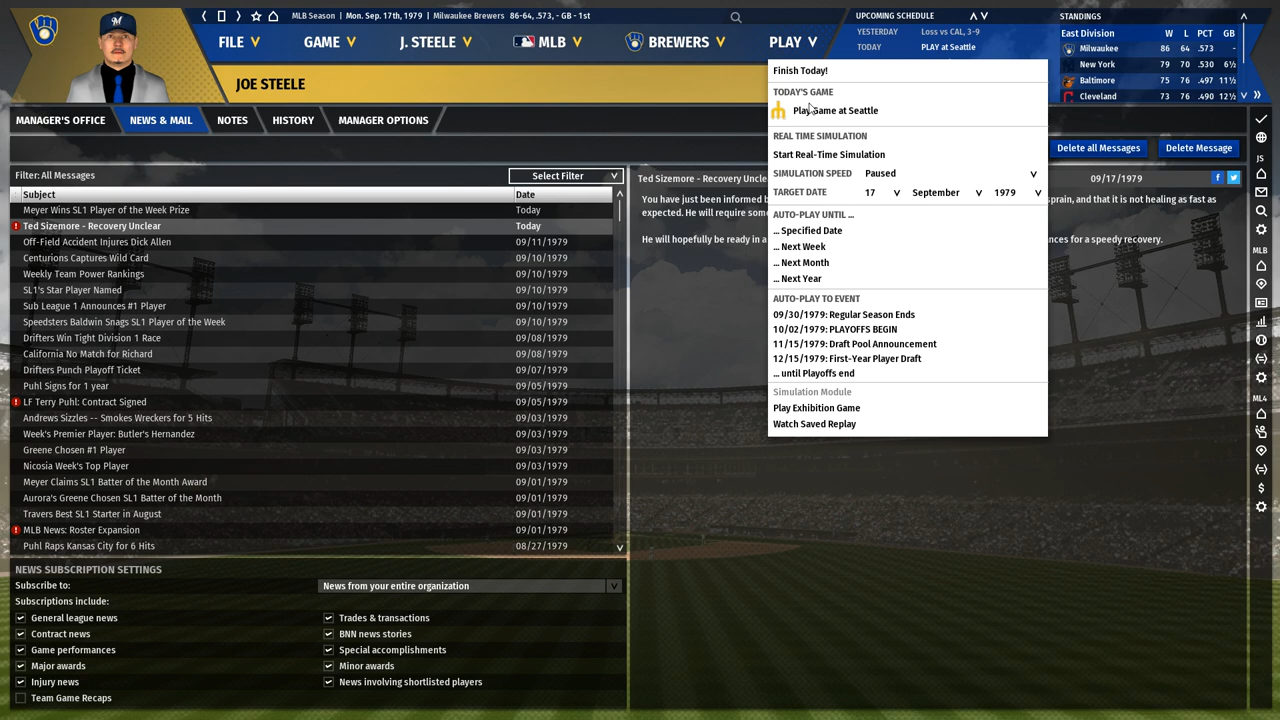 MLB Season | Mon. Sep. 17th, 1979 | Milwaukee Brewers 86-64, .573, - GB - 1st
FILE
GAME
J. STEELE
MLB
BREWERS
PLAY
UPCOMING SCHEDULE
YESTERDAY Loss vs CAL, 3-9
TODAY PLAY at Seattle
STANDINGS
East Division W L PCT GB
Milwaukee 86 64 .573 -
New York 79 70 .530 6½
Baltimore 75 76 .497 11½
Cleveland 73 76 .490 12½
JOE STEELE
MANAGER'S OFFICE
NEWS & MAIL
NOTES
HISTORY
MANAGER OPTIONS
Delete all Messages
Delete Message
Finish Today!
TODAY'S GAME
Play Game at Seattle
REAL TIME SIMULATION
Start Real-Time Simulation
SIMULATION SPEED Paused
TARGET DATE 17 September 1979
AUTO-PLAY UNTIL ...
... Specified Date
... Next Week
... Next Month
... Next Year
AUTO-PLAY TO EVENT
09/30/1979: Regular Season Ends
10/02/1979: PLAYOFFS BEGIN
11/15/1979: Draft Pool Announcement
12/15/1979: First-Year Player Draft
... until Playoffs end
Simulation Module
Play Exhibition Game
Watch Saved Replay
Filter: All Messages
Select Filter
Subject Date
Meyer Wins SL1 Player of the Week Prize Today
Ted Sizemore - Recovery Unclear Today
Off-Field Accident Injures Dick Allen 09/11/1979
Centurions Captures Wild Card 09/10/1979
Weekly Team Power Rankings 09/10/1979
SL1's Star Player Named 09/10/1979
Sub League 1 Announces #1 Player 09/10/1979
Speedsters Baldwin Snags SL1 Player of the Week 09/10/1979
Drifters Win Tight Division 1 Race 09/08/1979
California No Match for Richard 09/08/1979
Drifters Punch Playoff Ticket 09/07/1979
Puhl Signs for 1 year 09/05/1979
LF Terry Puhl: Contract Signed 09/05/1979
Andrews Sizzles -- Smokes Wreckers for 5 Hits 09/03/1979
Week's Premier Player: Butler's Hernandez 09/03/1979
Greene Chosen #1 Player 09/03/1979
Nicosia Week's Top Player 09/03/1979
Meyer Claims SL1 Batter of the Month Award 09/01/1979
Aurora's Greene Chosen SL1 Batter of the Month 09/01/1979
Travers Best SL1 Starter in August 09/01/1979
MLB News: Roster Expansion 09/01/1979
Puhl Raps Kansas City for 6 Hits 08/27/1979
Ted Sizemore - Recovery Unclea 09/17/1979
You have just been informed b prain, and that it is not healing as fast as
expected. He will require som
He will hopefully be ready in a nces for a speedy recovery.
NEWS SUBSCRIPTION SETTINGS
Subscribe to: News from your entire organization
Subscriptions include:
General league news Trades & transactions
Contract news BNN news stories
Game performances Special accomplishments
Major awards Minor awards
Injury news News involving shortlisted players
Team Game Recaps
JS
MLB
ML4